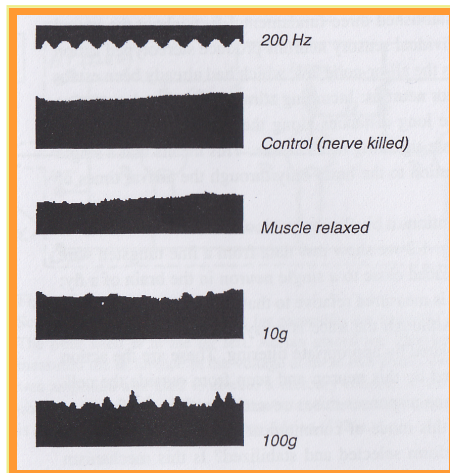 200 Hz
Control (nerve killed)
Muscle relaxed
10g
100g